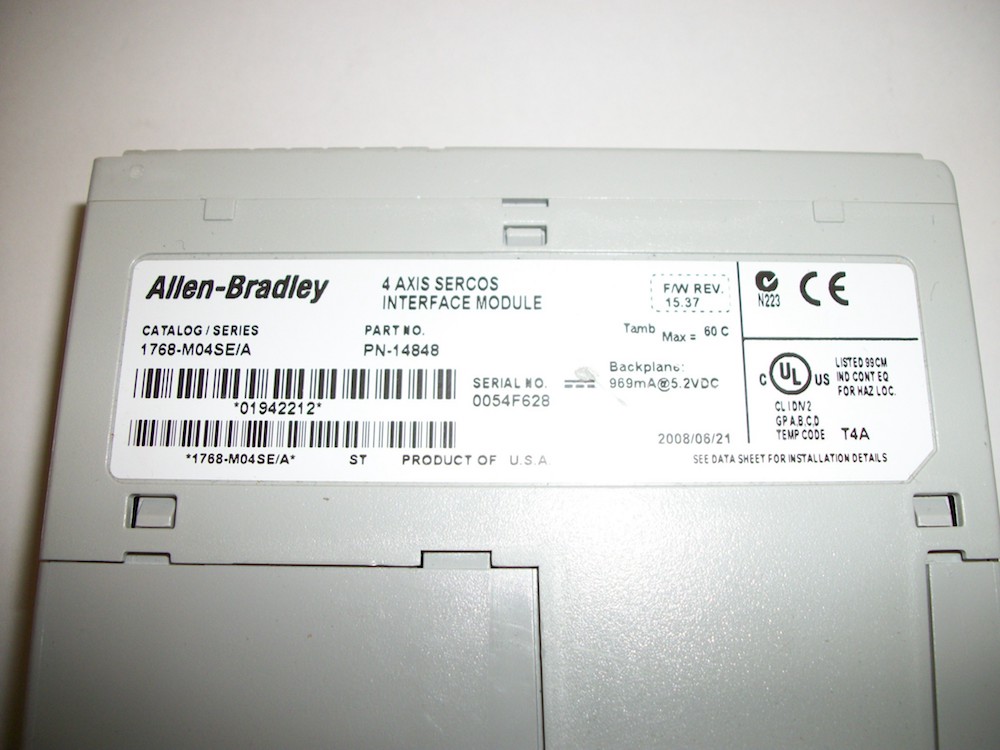 Allen-Bradley
4 AXIS SERCOS
INTERFACE MODULE
F/W REV.
15.37
CATALOG / SERIES
1768-M04SE/A
PART NO.
PN-14848
Tamb Max = 60 C
*01942212*
SERIAL NO.
0054F628
Backplane:
969mA@5.2VDC
*1768-M04SE/A* ST PRODUCT OF U.S.A.
2008/06/21
N223
CE
C UL US
LISTED 99CM
IND CONT EQ
FOR HAZ LOC.
CL I DIV 2
GP A,B,C,D
TEMP CODE T4A
SEE DATA SHEET FOR INSTALLATION DETAILS